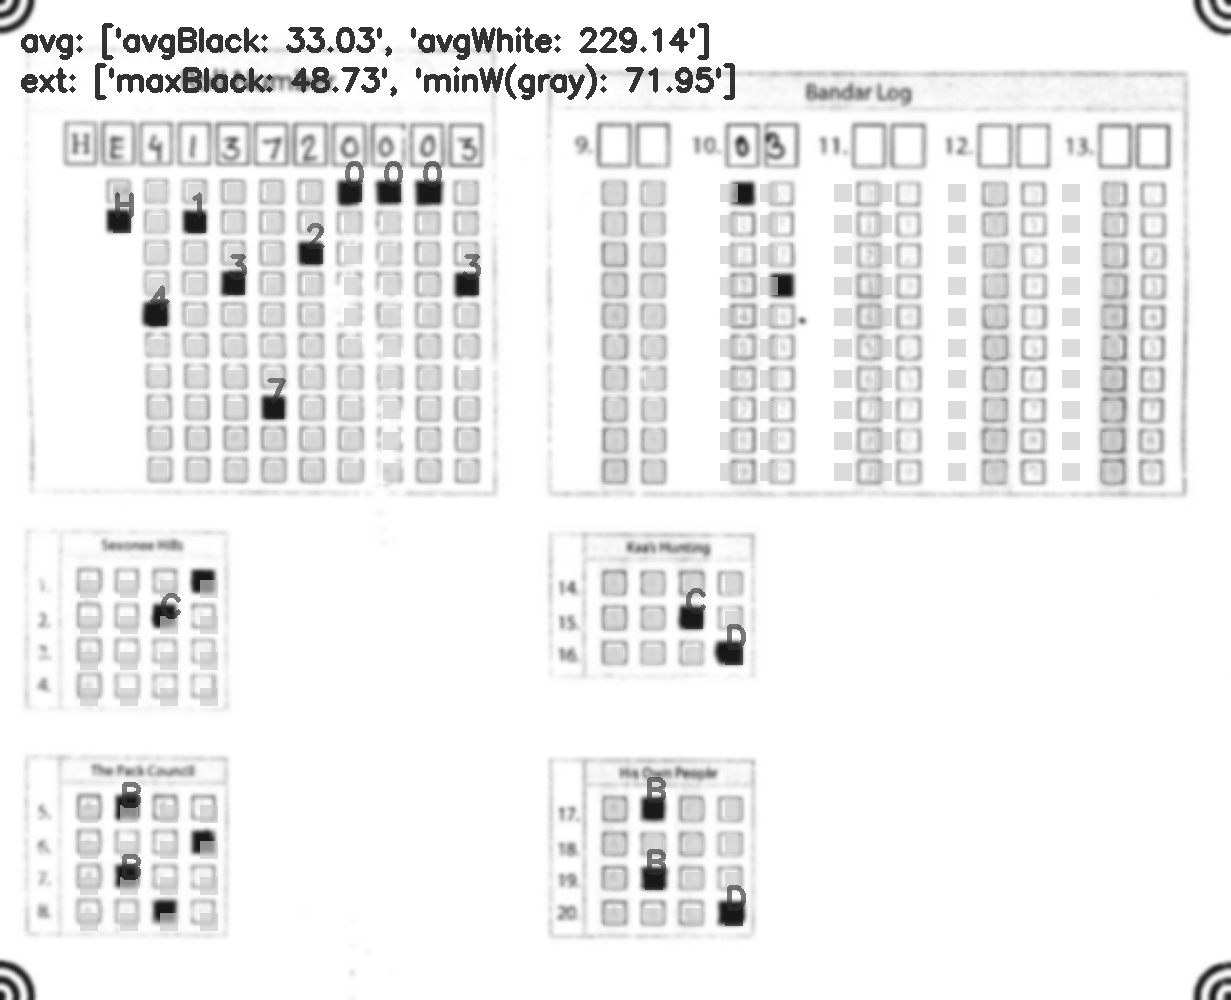 avg: ['avgBlack: 33.03', 'avgWhite: 229.14']
ext: ['maxBlack: 48.73', 'minW(gray): 71.95']
Bandar Log
H E 4 1 3 7 2 0 0 0 3
9. 10. 0 3 11. 12. 13.
0 0 0
H 1
2
3 3
4
7
Seeonee Hills
1.
2. C
3.
4.
Kaa's Hunting
14.
15. C
16. D
The Pack Council
5. B
6.
7. B
8.
His Own People
17. B
18.
19. B
20. D